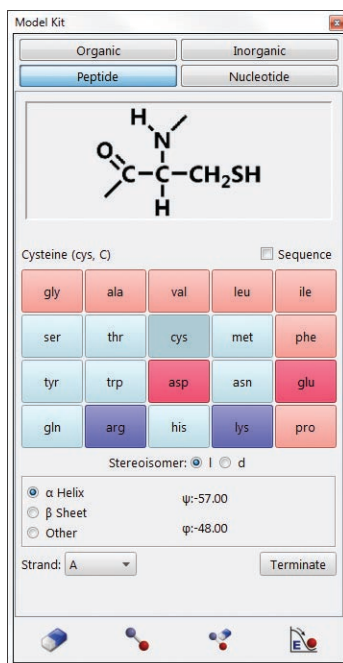 Model Kit
Organic Inorganic
Peptide Nucleotide
H
N
O
C-C-CH2SH
H
Cysteine (cys, C) Sequence
gly ala val leu ile
ser thr cys met phe
tyr trp asp asn glu
gln arg his lys pro
Stereoisomer: l d
α Helix ψ:-57.00
β Sheet
Other φ:-48.00
Strand: A Terminate
E